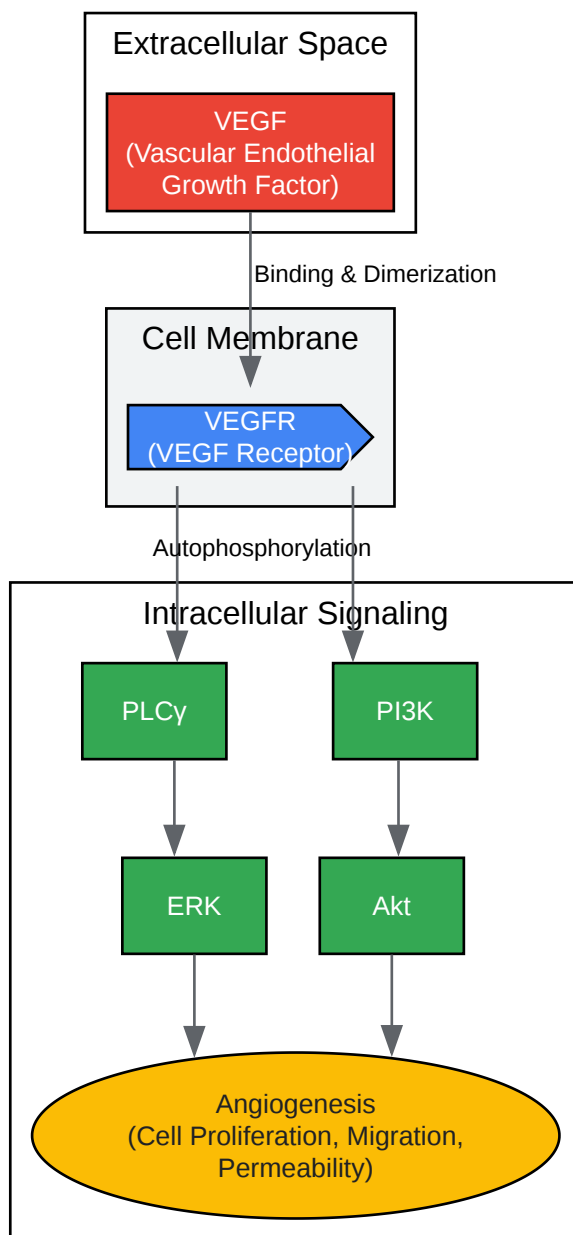 Extracellular Space
VEGF
(Vascular Endothelial
Growth Factor)
Binding & Dimerization
Cell Membrane
VEGFR
(VEGF Receptor)
Autophosphorylation
Intracellular Signaling
PLCγ
PI3K
ERK
Akt
Angiogenesis
(Cell Proliferation, Migration,
Permeability)